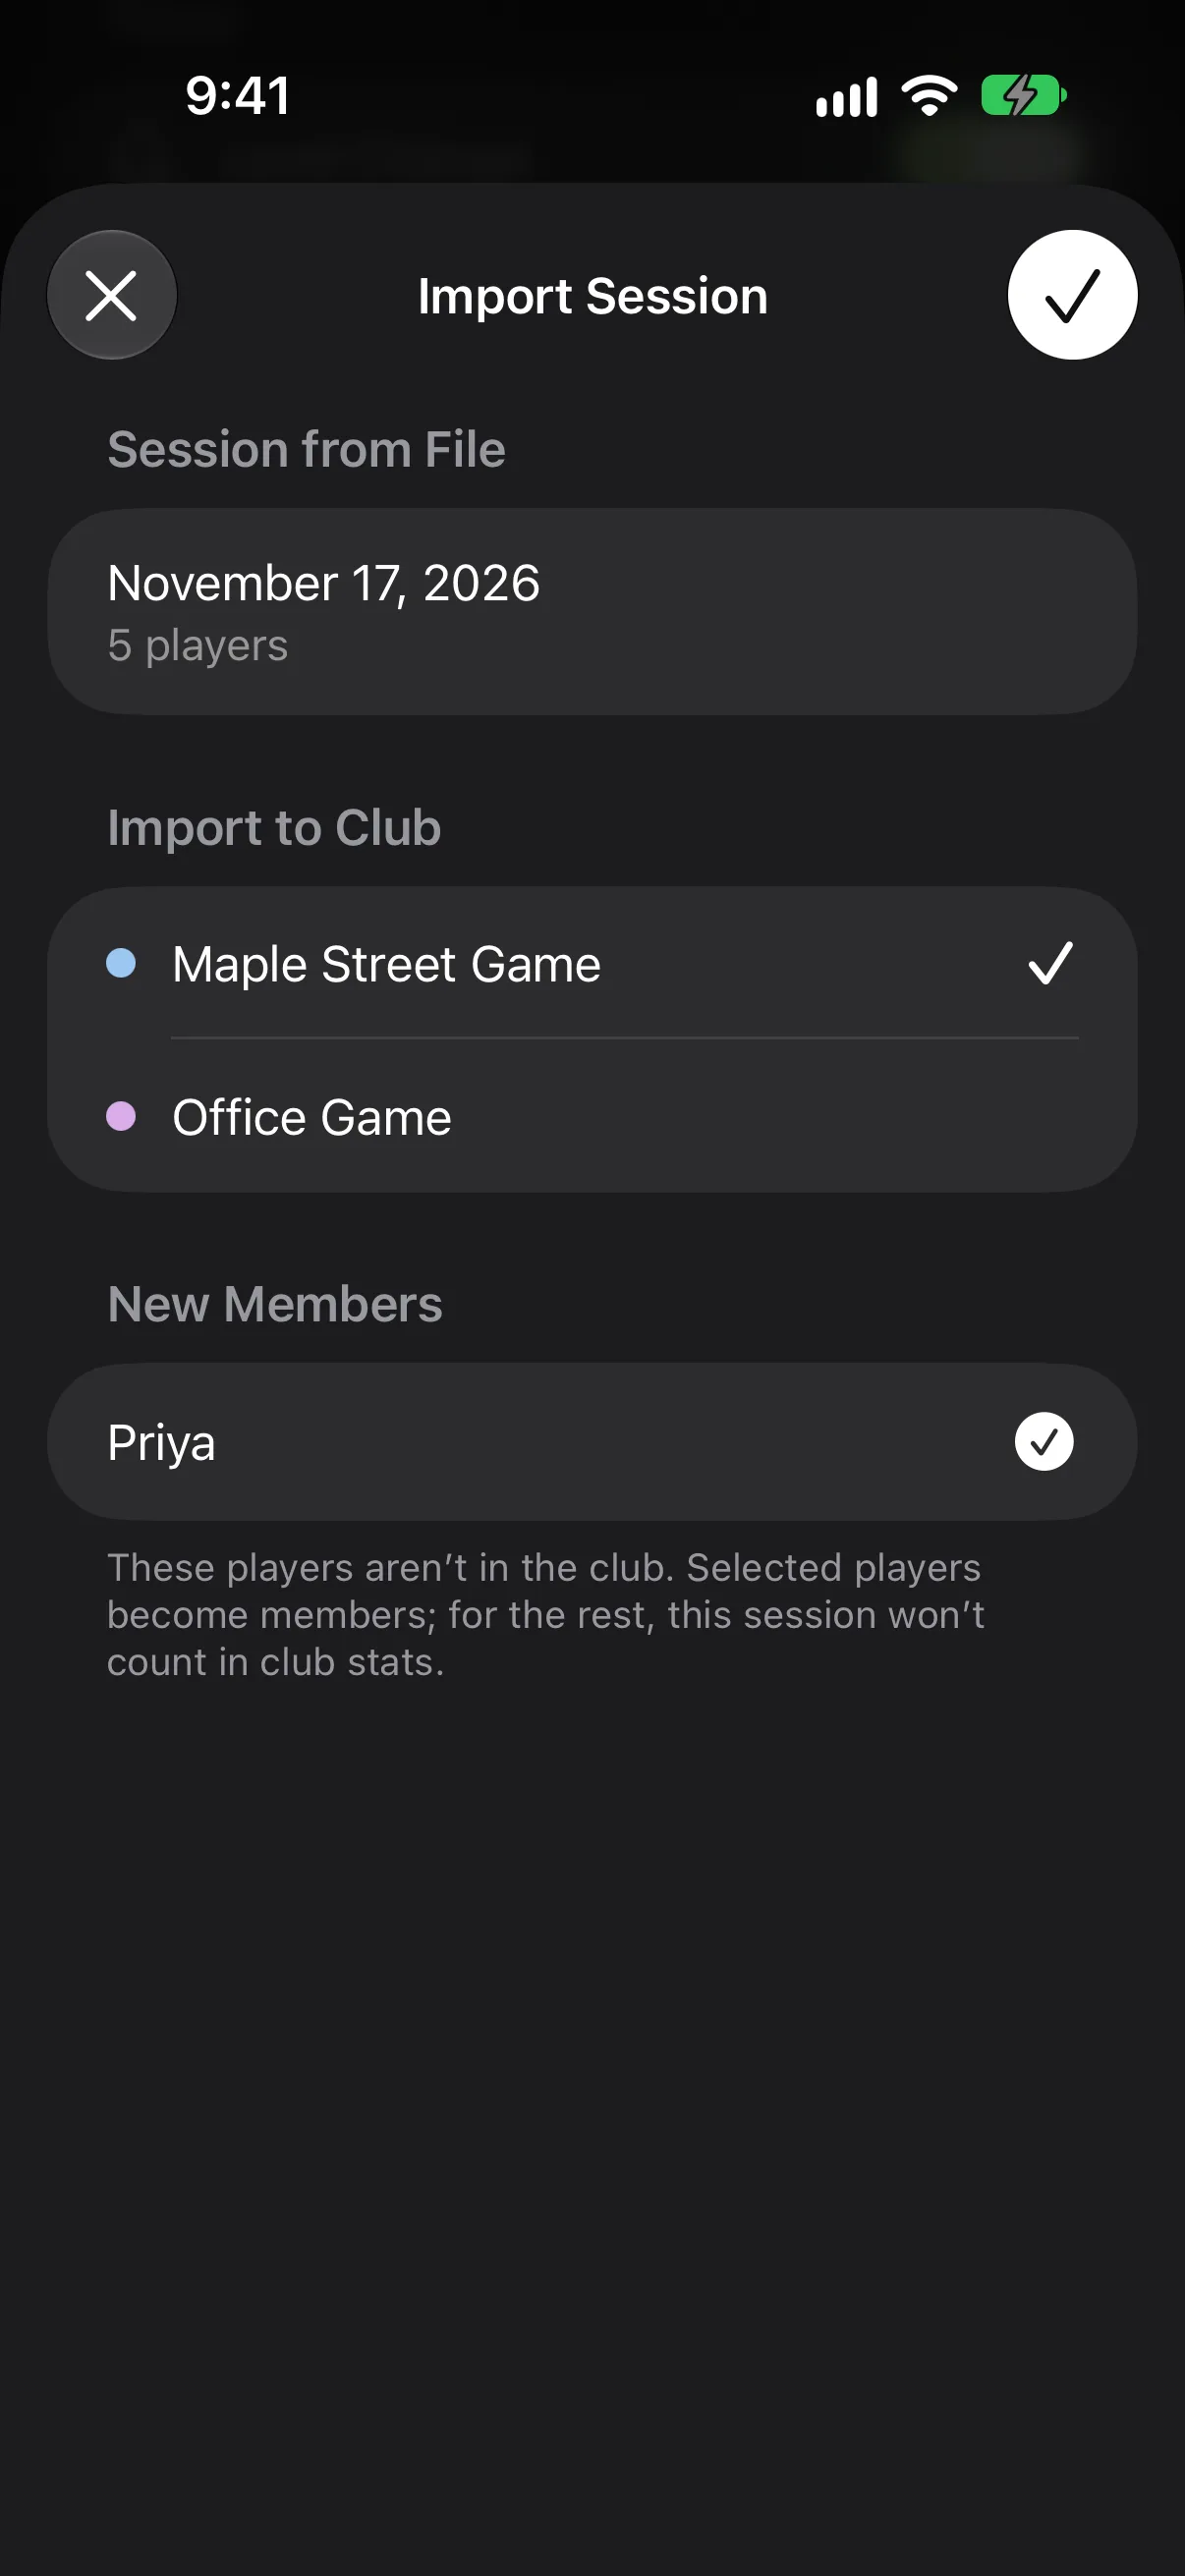 9:41
Import Session
Session from File
November 17, 2026
5 players
Import to Club
Maple Street Game
Office Game
New Members
Priya
These players aren’t in the club. Selected players
become members; for the rest, this session won’t
count in club stats.